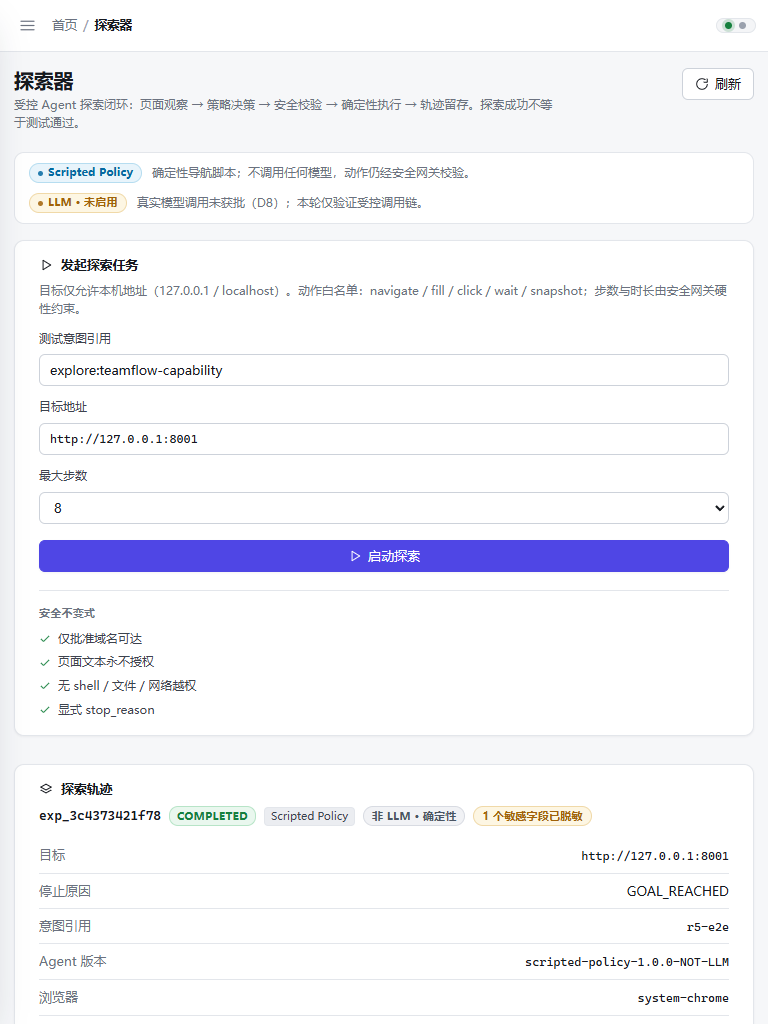 首页 / 探索器
探索器
刷新
受控 Agent 探索闭环：页面观察 → 策略决策 → 安全校验 → 确定性执行 → 轨迹留存。探索成功不等
于测试通过。
Scripted Policy 确定性导航脚本；不调用任何模型，动作仍经安全网关校验。
LLM · 未启用 真实模型调用未获批（D8）；本轮仅验证受控调用链。
发起探索任务
目标仅允许本机地址（127.0.0.1 / localhost）。动作白名单：navigate / fill / click / wait / snapshot；步数与时长由安全网关硬
性约束。
测试意图引用
explore:teamflow-capability
目标地址
http://127.0.0.1:8001
最大步数
8
启动探索
安全不变式
仅批准域名可达
页面文本永不授权
无 shell / 文件 / 网络越权
显式 stop_reason
探索轨迹
exp_3c4373421f78 COMPLETED Scripted Policy 非 LLM · 确定性 1 个敏感字段已脱敏
目标 http://127.0.0.1:8001
停止原因 GOAL_REACHED
意图引用 r5-e2e
Agent 版本 scripted-policy-1.0.0-NOT-LLM
浏览器 system-chrome